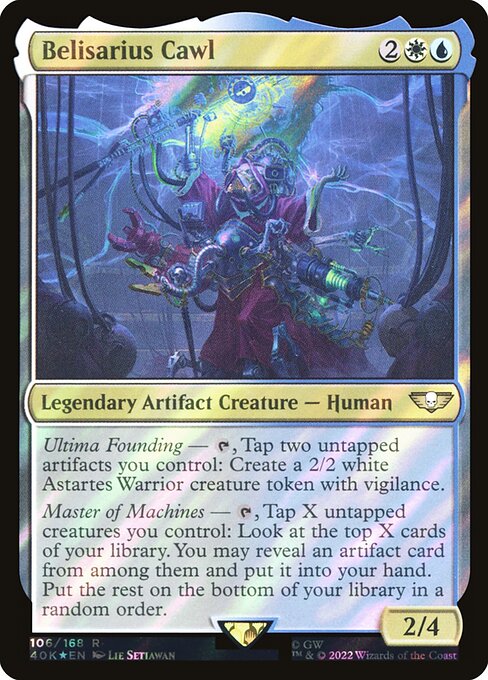 Belisarius Cawl 2
Legendary Artifact Creature — Human
Ultima Founding — , Tap two untapped
artifacts you control: Create a 2/2 white
Astartes Warrior creature token with vigilance.
Master of Machines — , Tap X untapped
creatures you control: Look at the top X cards
of your library. You may reveal an artifact card
from among them and put it into your hand.
Put the rest on the bottom of your library in a
random order.
2/4
106/168 R © GW
40K★EN Lie Setiawan ™ & © 2022 Wizards of the Coast